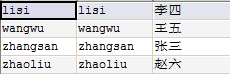 lisi lisi 李四
wangwu wangwu 王五
zhangsan zhangsan 张三
zhaoliu zhaoliu 赵六